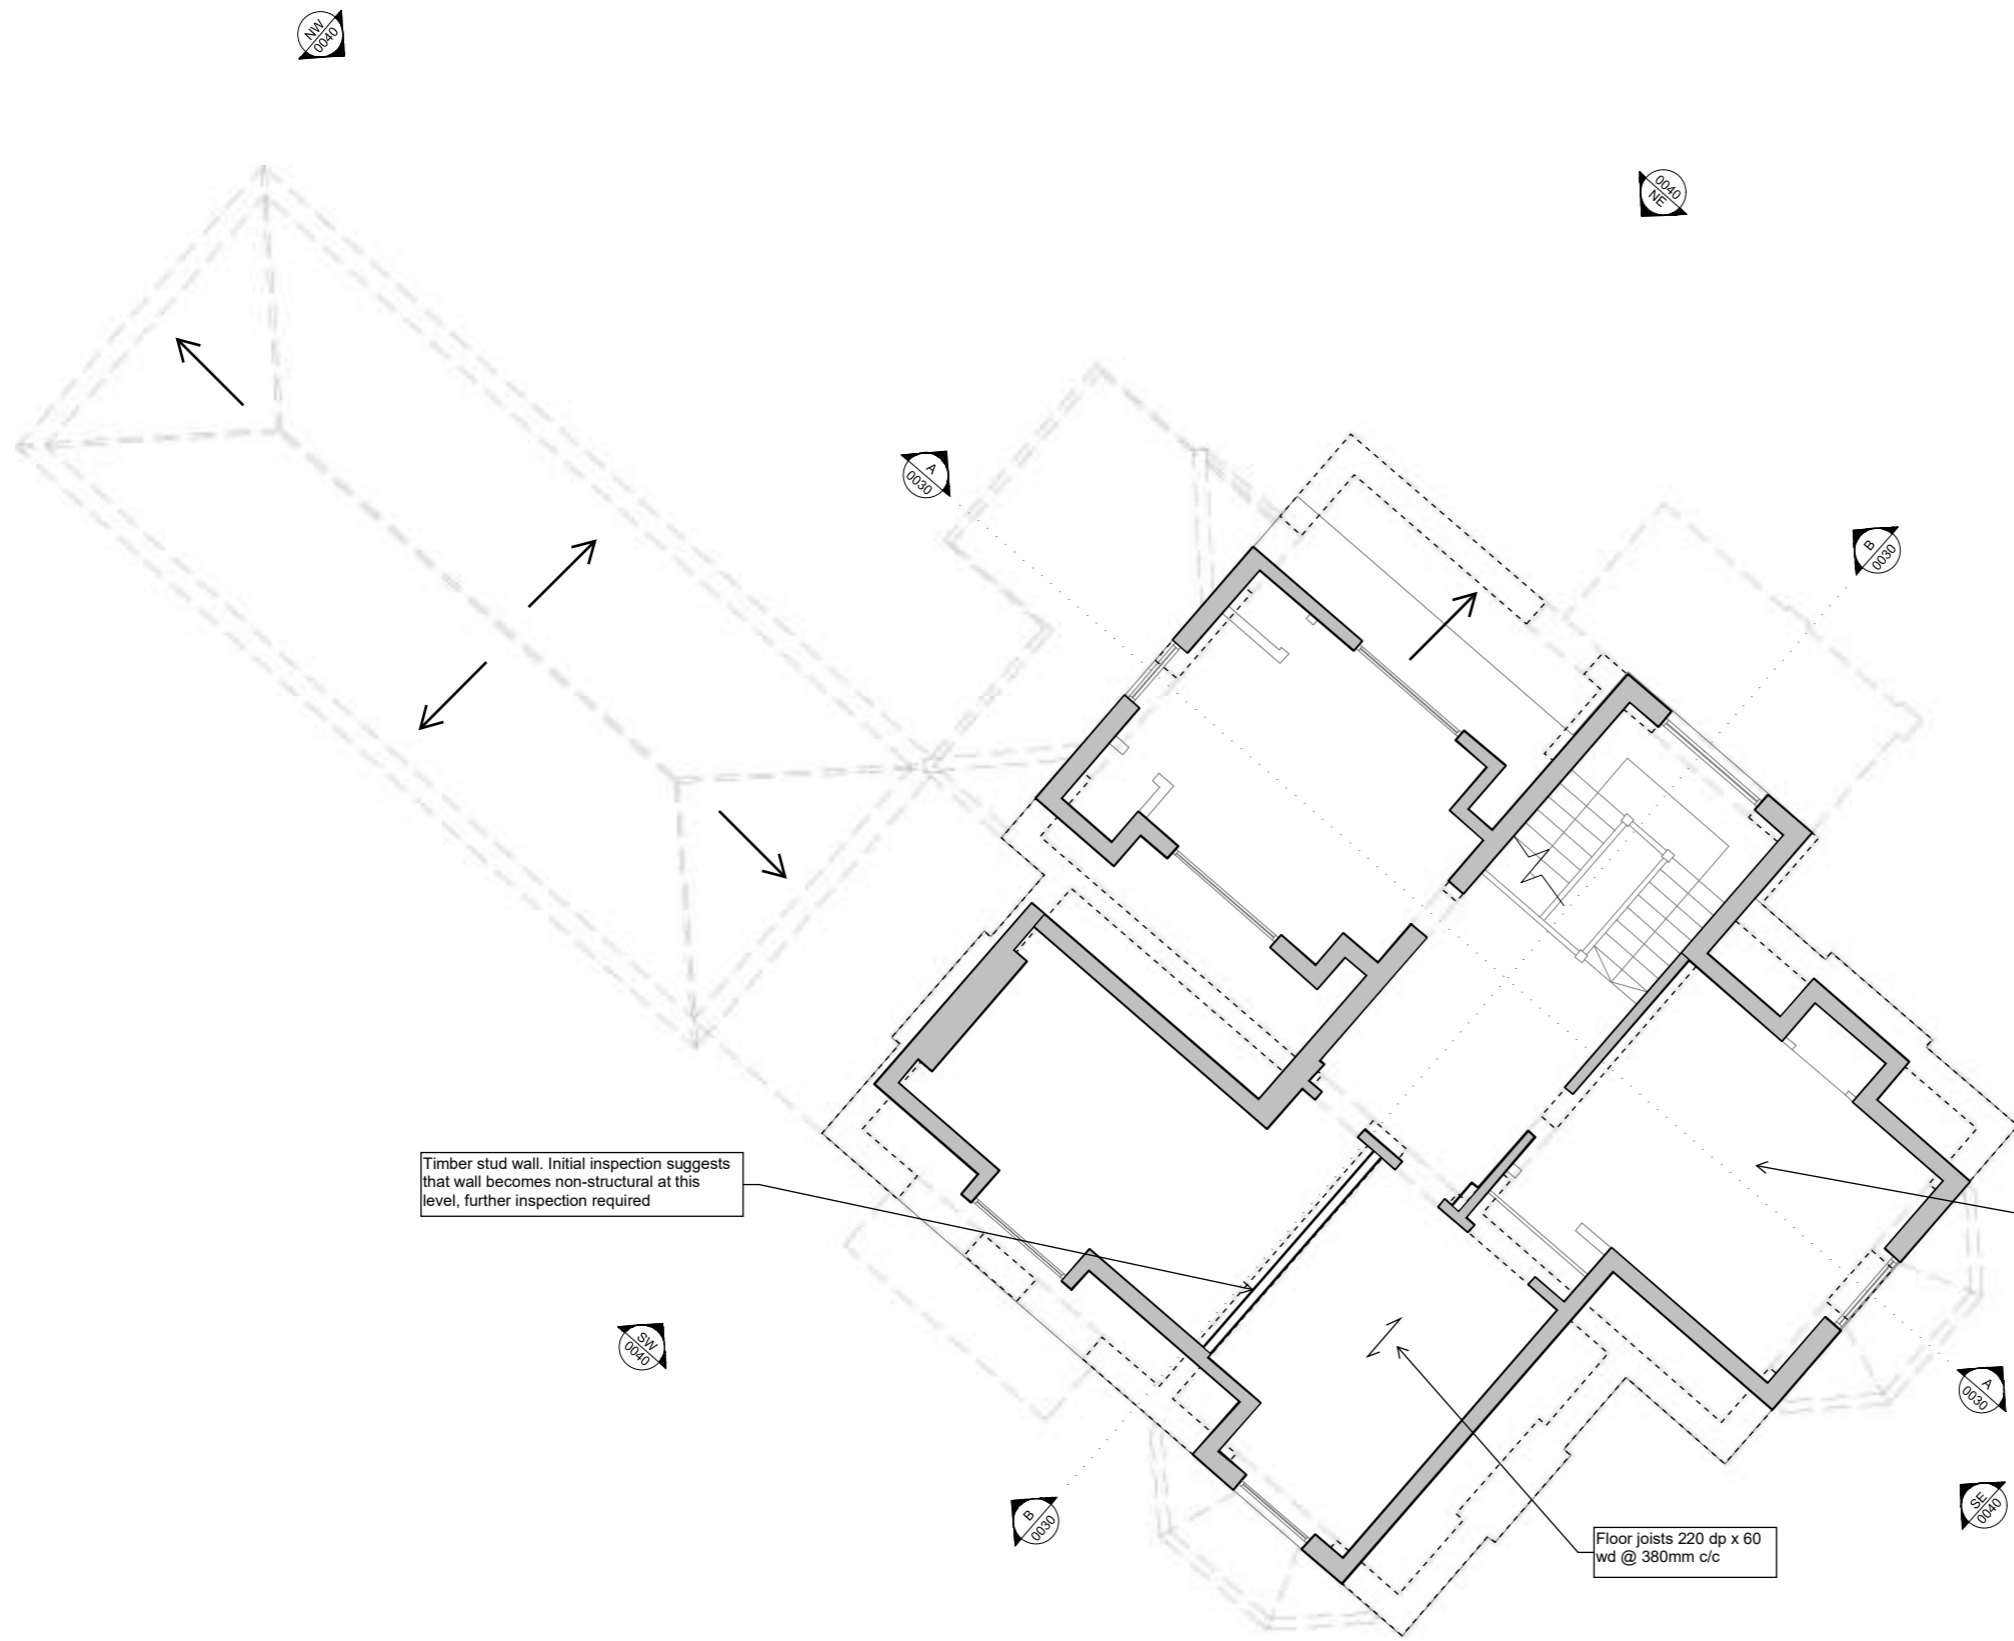 NW
0040
0040
NE
A
0030
B
0030
Timber stud wall. Initial inspection suggests
that wall becomes non-structural at this
level, further inspection required
SW
0040
A
0030
B
0030
SE
0040
Floor joists 220 dp x 60
wd @ 380mm c/c